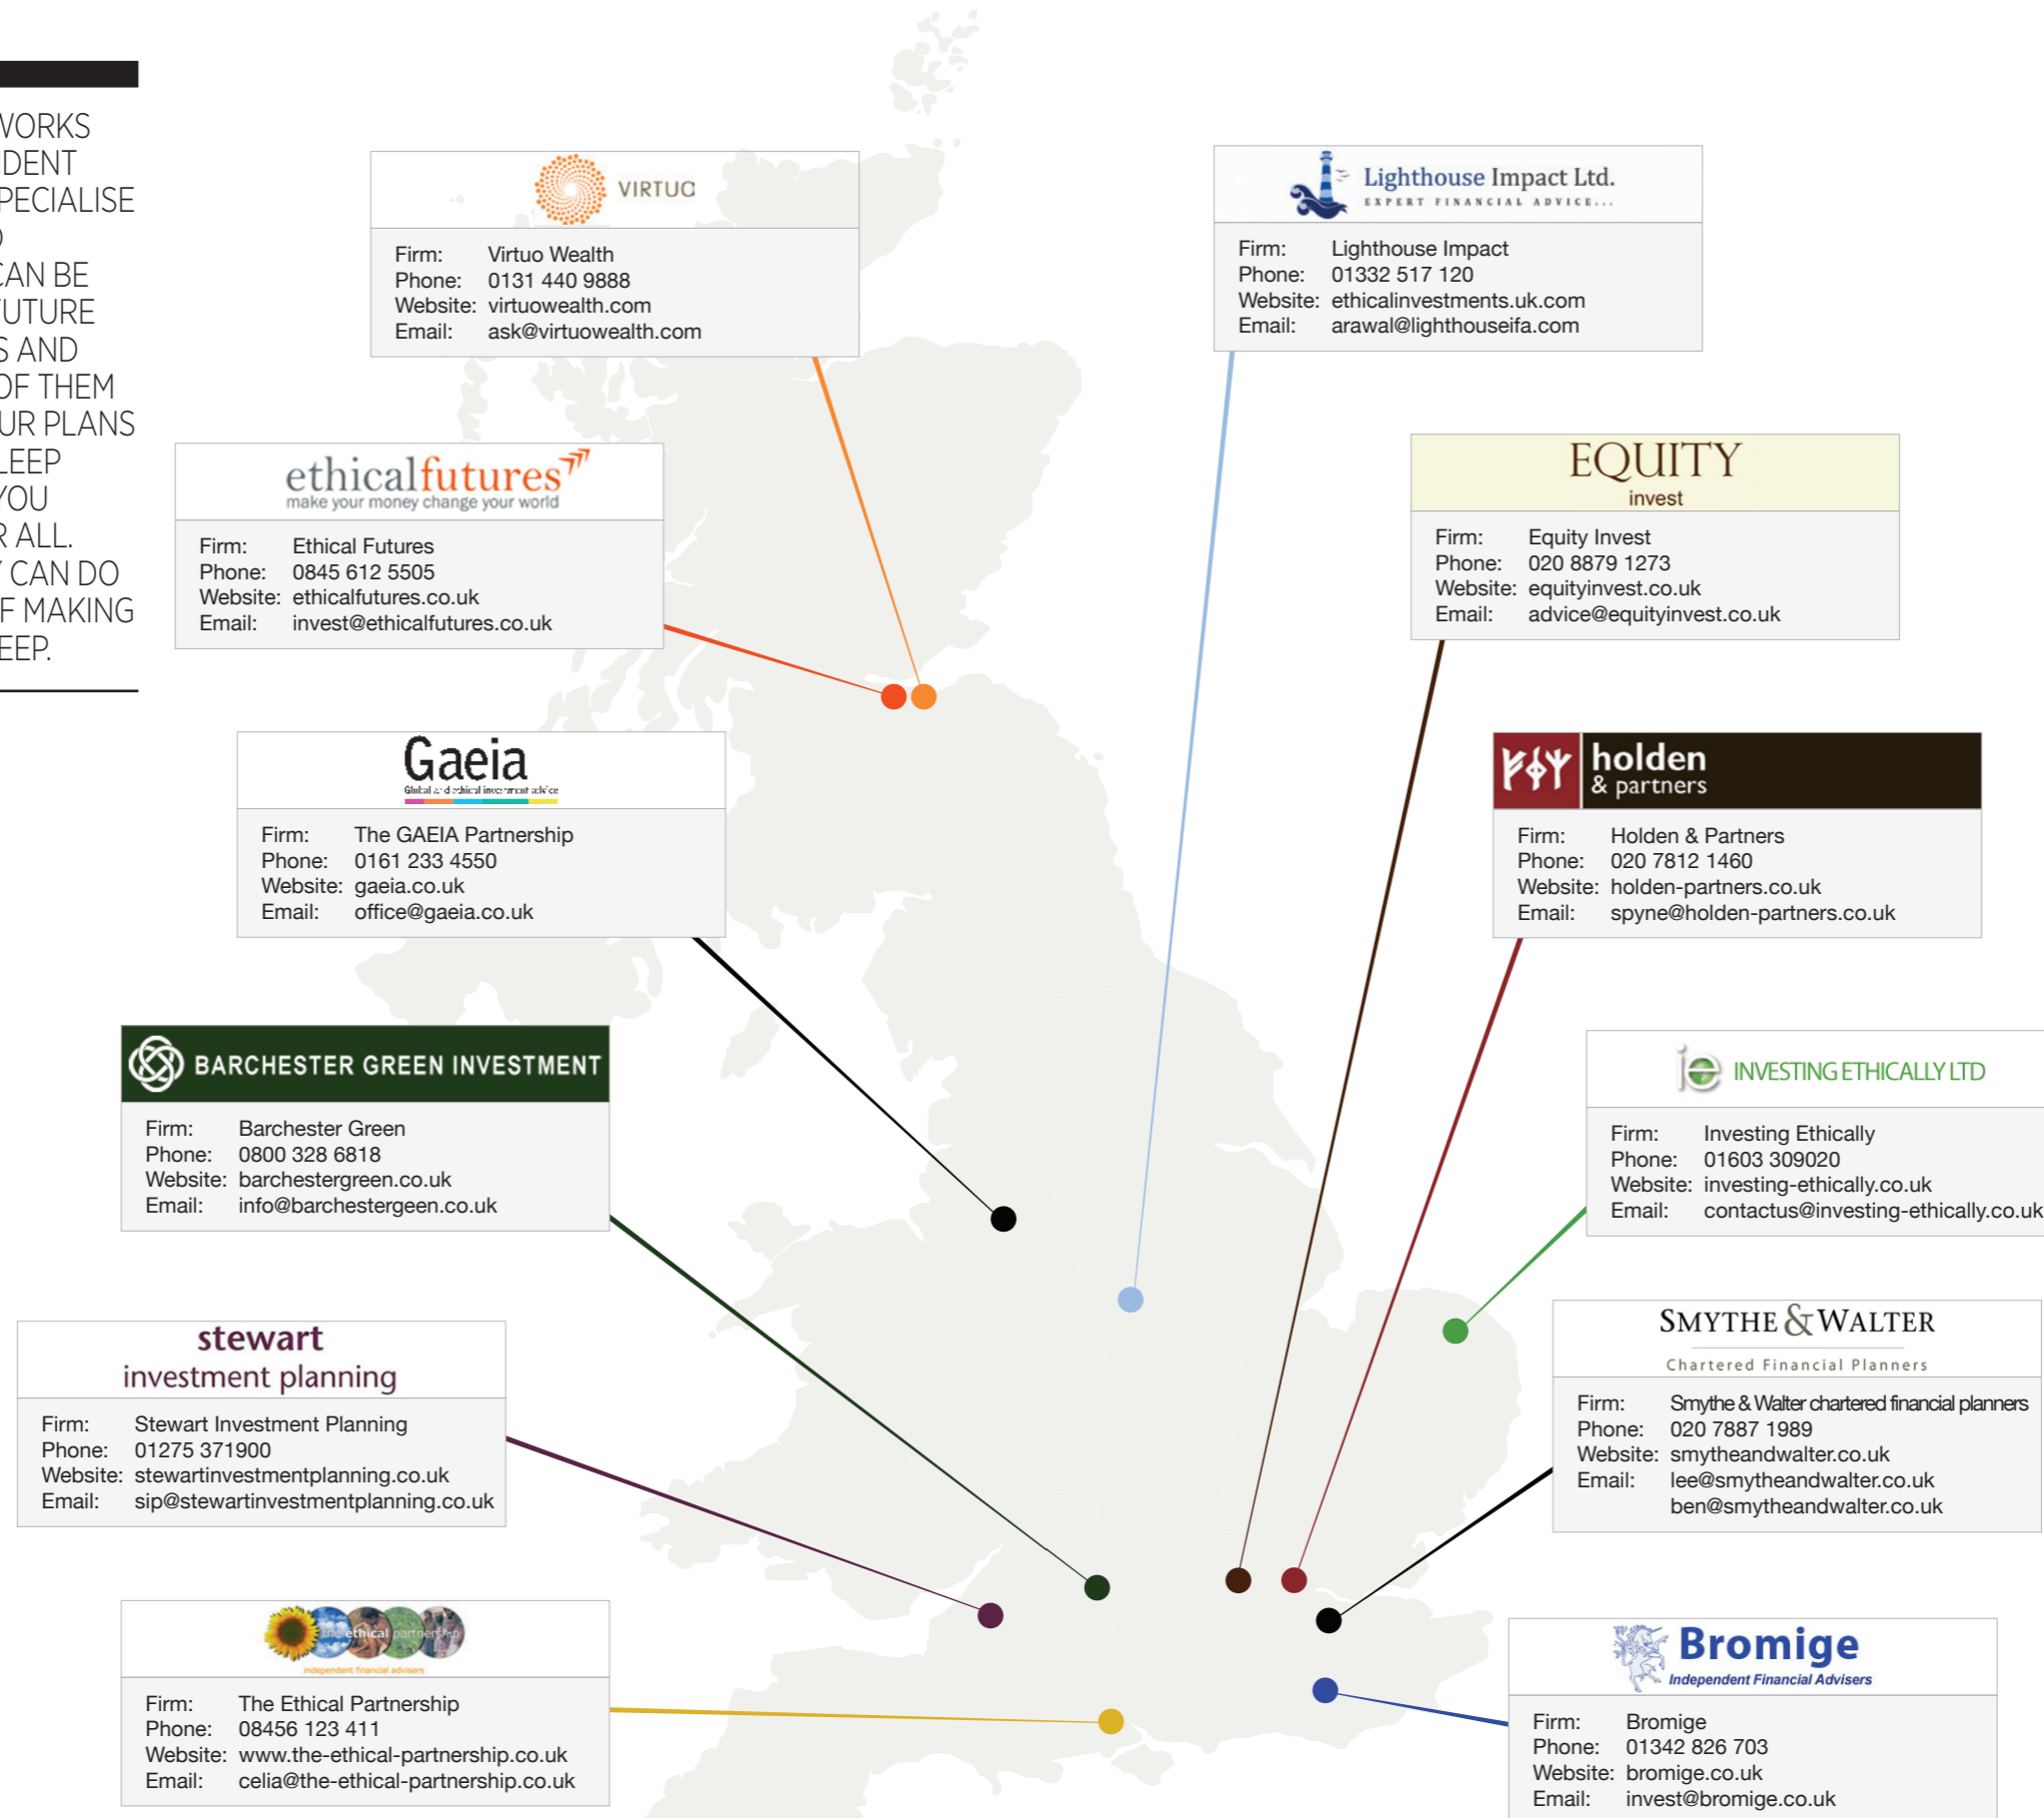 WORKS
DENT
PECIALISE
CAN BE
UTURE
S AND
OF THEM
UR PLANS
LEEP
YOU
R ALL.
Y CAN DO
F MAKING
EEP.
VIRTUO
Firm: Virtuo Wealth
Phone: 0131 440 9888
Website: virtuowealth.com
Email: ask@virtuowealth.com
Lighthouse Impact Ltd.
EXPERT FINANCIAL ADVICE...
Firm: Lighthouse Impact
Phone: 01332 517 120
Website: ethicalinvestments.uk.com
Email: arawal@lighthouseifa.com
ethicalfutures
make your money change your world
Firm: Ethical Futures
Phone: 0845 612 5505
Website: ethicalfutures.co.uk
Email: invest@ethicalfutures.co.uk
EQUITY
invest
Firm: Equity Invest
Phone: 020 8879 1273
Website: equityinvest.co.uk
Email: advice@equityinvest.co.uk
Gaeia
Global and ethical investment advice
Firm: The GAEIA Partnership
Phone: 0161 233 4550
Website: gaeia.co.uk
Email: office@gaeia.co.uk
holden
& partners
Firm: Holden & Partners
Phone: 020 7812 1460
Website: holden-partners.co.uk
Email: spyne@holden-partners.co.uk
BARCHESTER GREEN INVESTMENT
Firm: Barchester Green
Phone: 0800 328 6818
Website: barchestergreen.co.uk
Email: info@barchestergeen.co.uk
ie INVESTING ETHICALLY LTD
Firm: Investing Ethically
Phone: 01603 309020
Website: investing-ethically.co.uk
Email: contactus@investing-ethically.co.uk
stewart
investment planning
Firm: Stewart Investment Planning
Phone: 01275 371900
Website: stewartinvestmentplanning.co.uk
Email: sip@stewartinvestmentplanning.co.uk
SMYTHE & WALTER
Chartered Financial Planners
Firm: Smythe & Walter chartered financial planners
Phone: 020 7887 1989
Website: smytheandwalter.co.uk
Email: lee@smytheandwalter.co.uk
ben@smytheandwalter.co.uk
the ethical partnership
independent financial advisers
Firm: The Ethical Partnership
Phone: 08456 123 411
Website: www.the-ethical-partnership.co.uk
Email: celia@the-ethical-partnership.co.uk
Bromige
Independent Financial Advisers
Firm: Bromige
Phone: 01342 826 703
Website: bromige.co.uk
Email: invest@bromige.co.uk